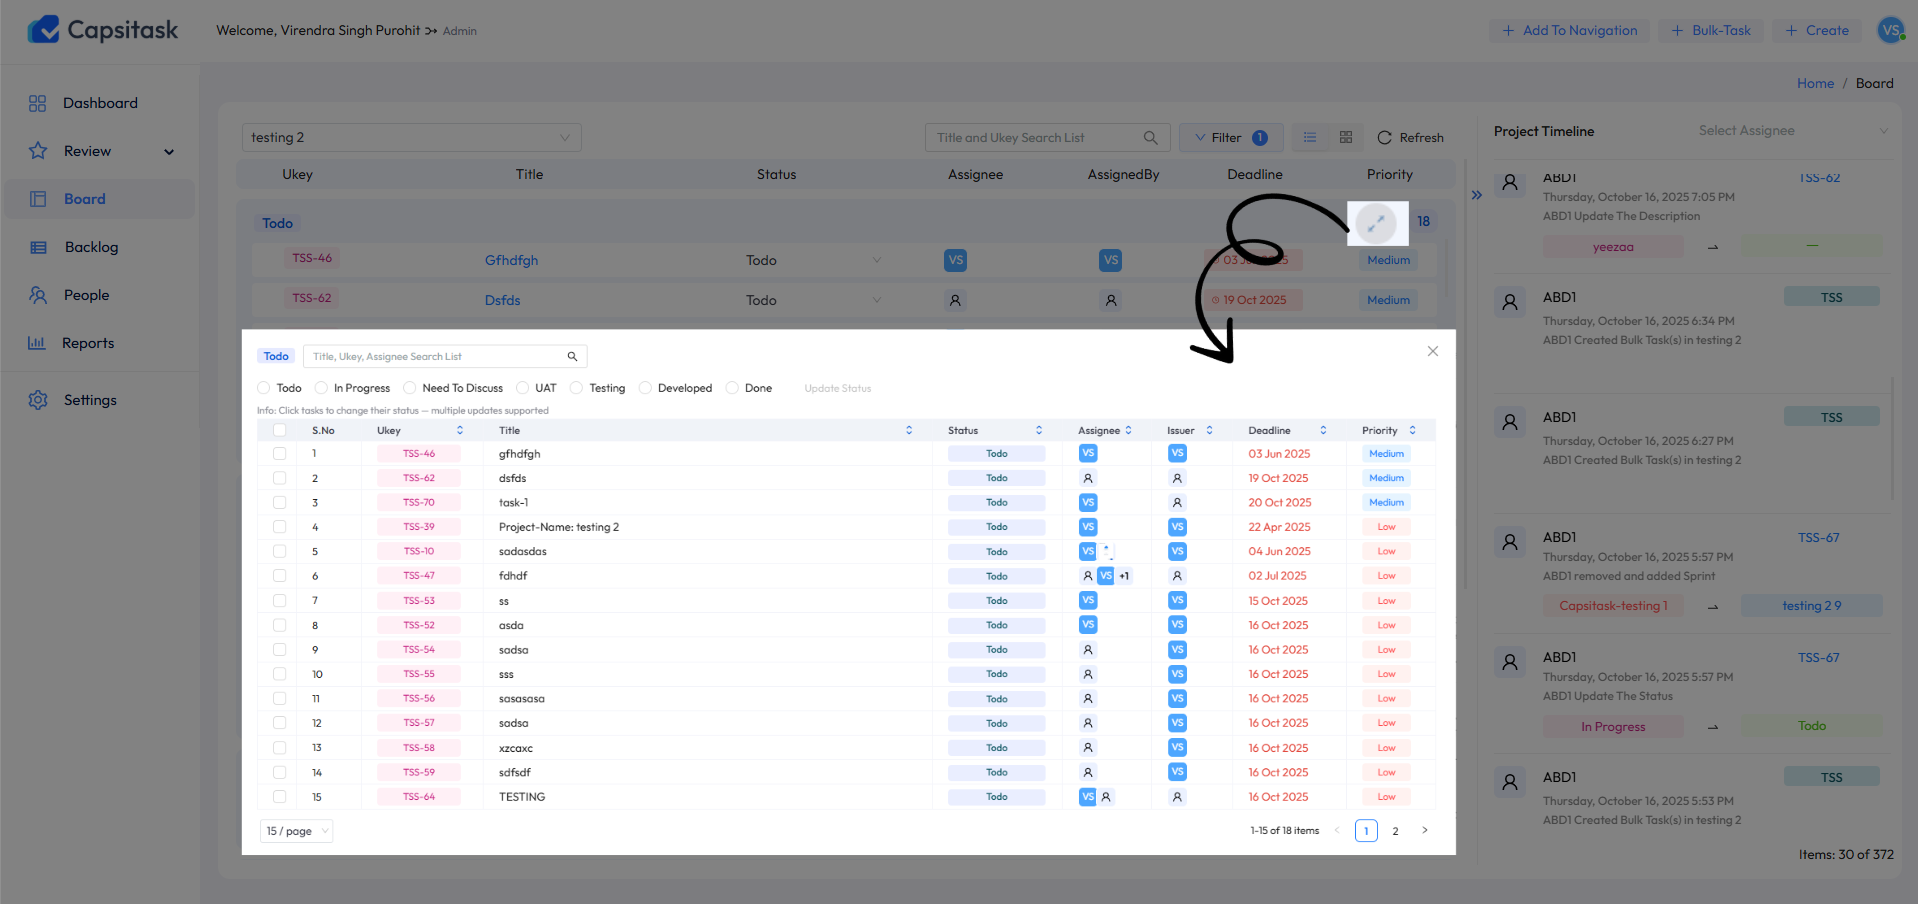 Capsitask
Welcome, Virendra Singh Purohit Admin
Add To Navigation
Bulk-Task
Create
VS
Dashboard
Review
Board
Backlog
People
Reports
Settings
Home / Board
testing 2
Title and Ukey Search List
Filter 1
Refresh
Ukey Title Status Assignee AssignedBy Deadline Priority
Todo 18
TSS-46 Gfhdfgh Todo VS VS Medium
TSS-62 Dsfds Todo 19 Oct 2025 Medium
Todo Title, Ukey, Assignee Search List
Todo In Progress Need To Discuss UAT Testing Developed Done Update Status
Info: Click tasks to change their status — multiple updates supported
S.No Ukey Title Status Assignee Issuer Deadline Priority
1 TSS-46 gfhdfgh Todo VS VS 03 Jun 2025 Medium
2 TSS-62 dsfds Todo 19 Oct 2025 Medium
3 TSS-70 task-1 Todo VS 20 Oct 2025 Medium
4 TSS-39 Project-Name: testing 2 Todo VS VS 22 Apr 2025 Low
5 TSS-10 sadasdas Todo VS VS 04 Jun 2025 Low
6 TSS-47 fdhdf Todo VS +1 02 Jul 2025 Low
7 TSS-53 ss Todo VS VS 15 Oct 2025 Low
8 TSS-52 asda Todo VS VS 16 Oct 2025 Low
9 TSS-54 sadsa Todo VS 16 Oct 2025 Low
10 TSS-55 sss Todo VS 16 Oct 2025 Low
11 TSS-56 sasasasa Todo VS 16 Oct 2025 Low
12 TSS-57 sadsa Todo VS 16 Oct 2025 Low
13 TSS-58 xzcaxc Todo VS 16 Oct 2025 Low
14 TSS-59 sdfsdf Todo VS 16 Oct 2025 Low
15 TSS-64 TESTING Todo VS 16 Oct 2025 Low
15 / page
1-15 of 18 items 1 2
Project Timeline Select Assignee
ABD1 TSS-62
Thursday, October 16, 2025 7:05 PM
ABD1 Update The Description
yeezaa → —
ABD1 TSS
Thursday, October 16, 2025 6:34 PM
ABD1 Created Bulk Task(s) in testing 2
ABD1 TSS
Thursday, October 16, 2025 6:27 PM
ABD1 Created Bulk Task(s) in testing 2
ABD1 TSS-67
Thursday, October 16, 2025 5:57 PM
ABD1 removed and added Sprint
Capsitask-testing 1 → testing 2 9
ABD1 TSS-67
Thursday, October 16, 2025 5:57 PM
ABD1 Update The Status
In Progress → Todo
ABD1 TSS
Thursday, October 16, 2025 5:53 PM
ABD1 Created Bulk Task(s) in testing 2
Items: 30 of 372